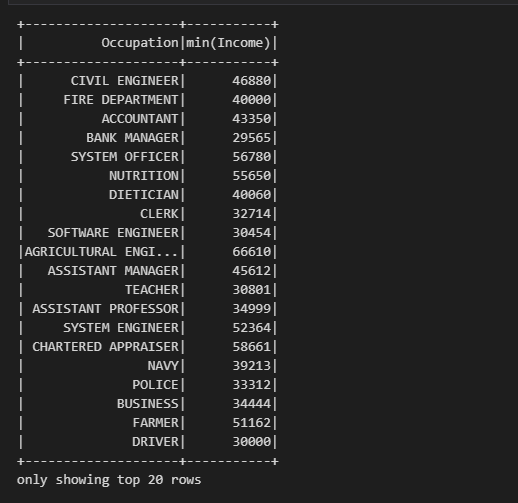 +--------------------+-----------+
|          Occupation|min(Income)|
+--------------------+-----------+
|      CIVIL ENGINEER|      46880|
|     FIRE DEPARTMENT|      40000|
|          ACCOUNTANT|      43350|
|        BANK MANAGER|      29565|
|      SYSTEM OFFICER|      56780|
|           NUTRITION|      55650|
|           DIETICIAN|      40060|
|               CLERK|      32714|
|   SOFTWARE ENGINEER|      30454|
|AGRICULTURAL ENGI...|      66610|
|   ASSISTANT MANAGER|      45612|
|             TEACHER|      30801|
| ASSISTANT PROFESSOR|      34999|
|     SYSTEM ENGINEER|      52364|
| CHARTERED APPRAISER|      58661|
|                NAVY|      39213|
|              POLICE|      33312|
|            BUSINESS|      34444|
|              FARMER|      51162|
|              DRIVER|      30000|
+--------------------+-----------+
only showing top 20 rows